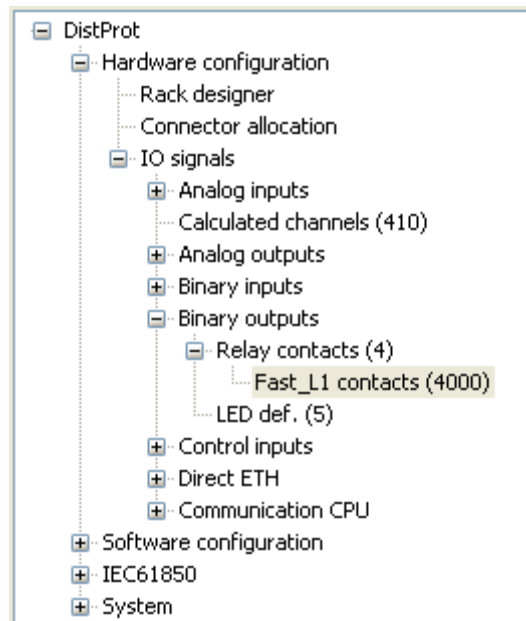 DistProt
Hardware configuration
Rack designer
Connector allocation
IO signals
Analog inputs
Calculated channels (410)
Analog outputs
Binary inputs
Binary outputs
Relay contacts (4)
Fast_L1 contacts (4000)
LED def. (5)
Control inputs
Direct ETH
Communication CPU
Software configuration
IEC61850
System